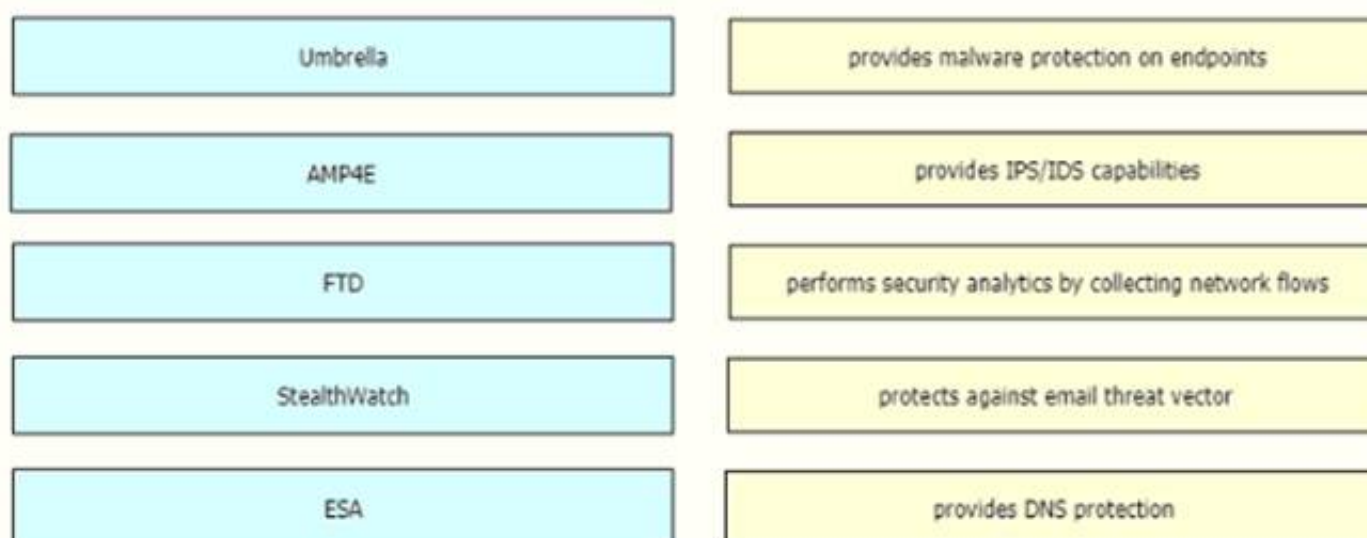 Umbrella
provides malware protection on endpoints
AMP4E
provides IPS/IDS capabilities
FTD
performs security analytics by collecting network flows
StealthWatch
protects against email threat vector
ESA
provides DNS protection